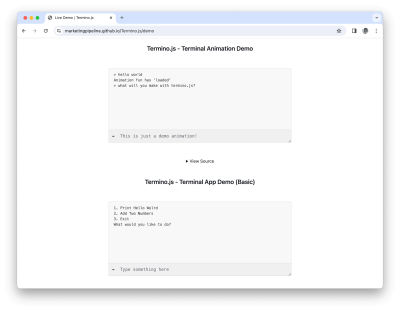 Live Demo | Termino.js
marketingpipeline.github.io/Termino.js/demo
Termino.js - Terminal Animation Demo
> Hello world
Animation fun has "loaded"
> what will you make with termino.js?
This is just a demo animation!
▶ View Source
Termino.js - Terminal App Demo (Basic)
1. Print Hello World
2. Add Two Numbers
3. Exit
What would you like to do?
Type something here